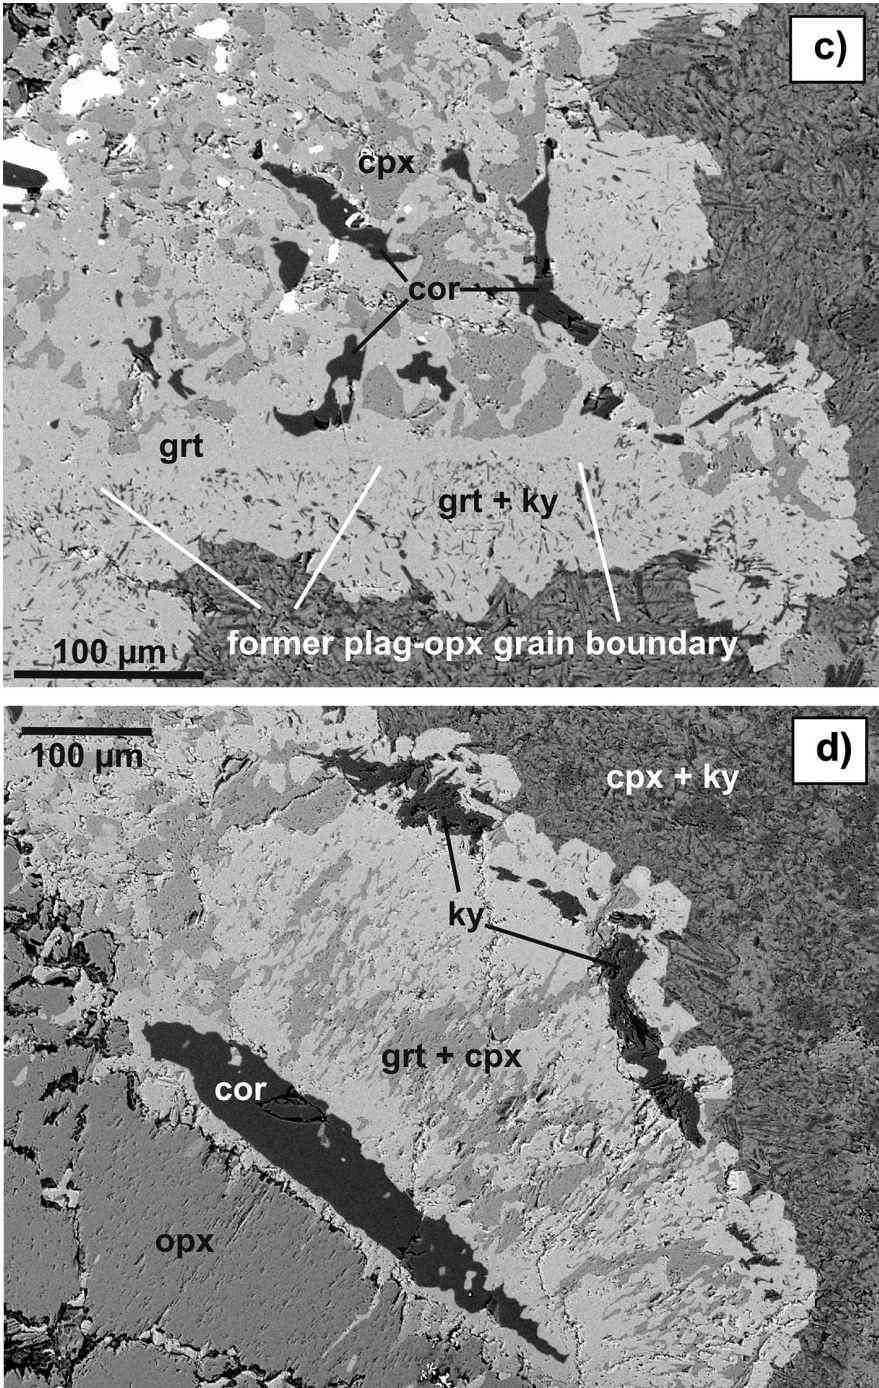 c)
cpx
cor
grt
grt + ky
former plag-opx grain boundary
100 µm
100 µm
d)
cpx + ky
ky
grt + cpx
cor
opx